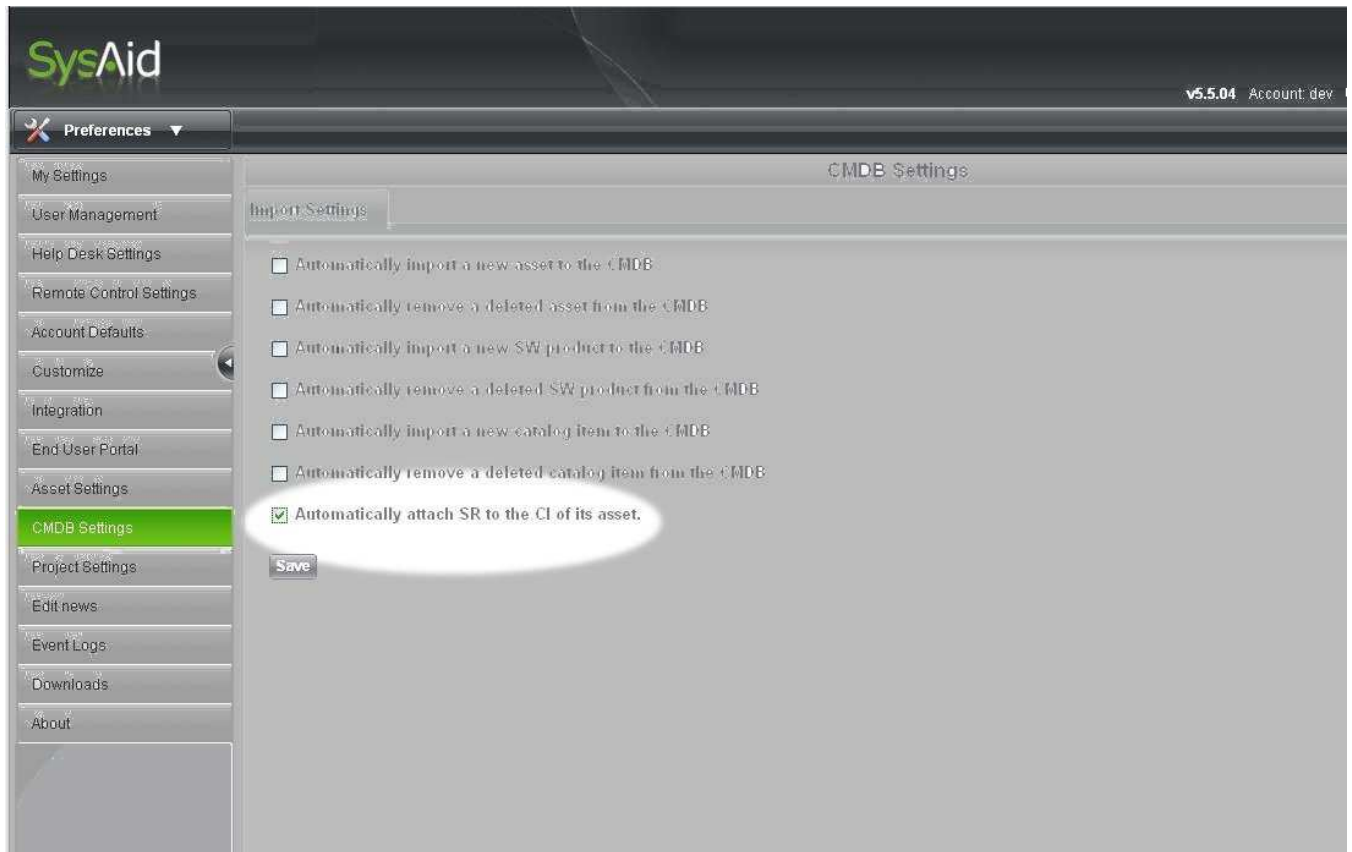 SysAid
v5.5.04 Account: dev
Preferences
My Settings
User Management
Help Desk Settings
Remote Control Settings
Account Defaults
Customize
Integration
End User Portal
Asset Settings
CMDB Settings
Project Settings
Edit news
Event Logs
Downloads
About
CMDB Settings
Import Settings
Automatically import a new asset to the CMDB
Automatically remove a deleted asset from the CMDB
Automatically import a new SW product to the CMDB
Automatically remove a deleted SW product from the CMDB
Automatically import a new catalog item to the CMDB
Automatically remove a deleted catalog item from the CMDB
Automatically attach SR to the CI of its asset.
Save